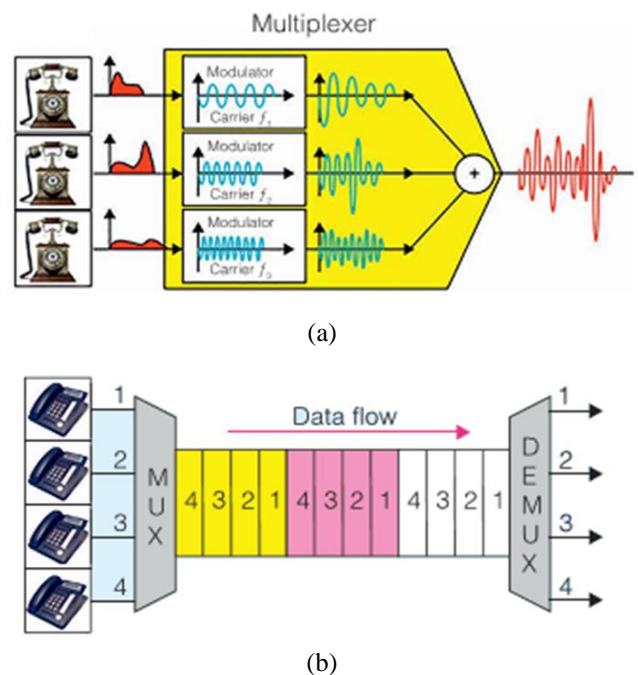 Multiplexer
Modulator
Carrier f₁
Modulator
Carrier f₂
Modulator
Carrier f₃
+
(a)
1
2
3
4
MUX
Data flow
4 3 2 1 4 3 2 1 4 3 2 1
DEMUX
1
2
3
4
(b)